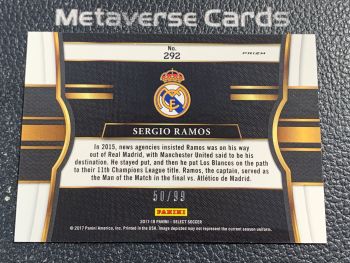 Metaverse Cards
No.
292
PRIZM
SERGIO RAMOS
In 2015, news agencies insisted Ramos was on his way
out of Real Madrid, with Manchester United said to be his
destination. He stayed put, and then he put Los Blancos on the path
to their 11th Champions League title. Ramos, the captain, served as
the Man of the Match in the final vs. Atlético de Madrid.
50/99
PANINI
2017-18 PANINI – SELECT SOCCER
© 2017 Panini America, Inc. Printed in the USA. Image depicted may not represent the current season uniform.